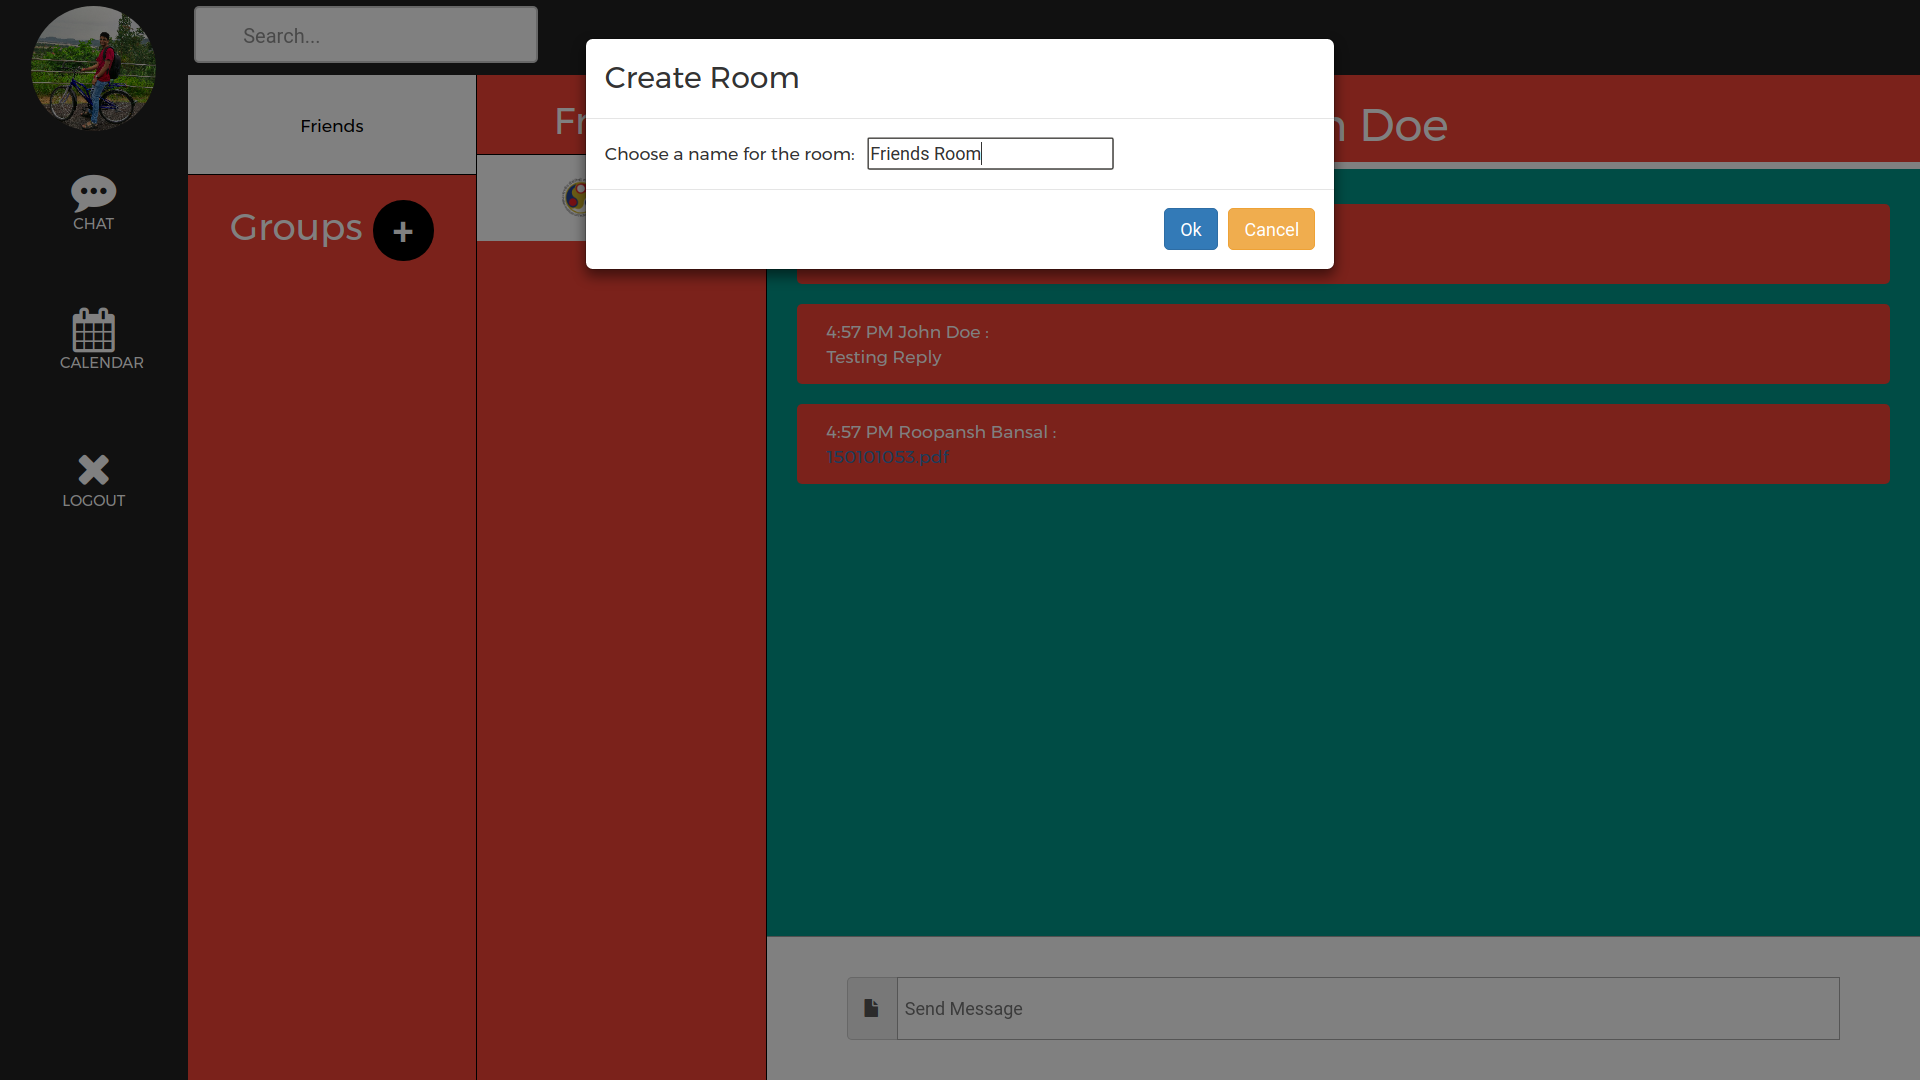 Search...
Create Room
Choose a name for the room: Friends Room
Ok
Cancel
CHAT
CALENDAR
LOGOUT
Friends
Groups +
Doe
4:57 PM John Doe :
Testing Reply
4:57 PM Roopansh Bansal :
150101053.pdf
Send Message